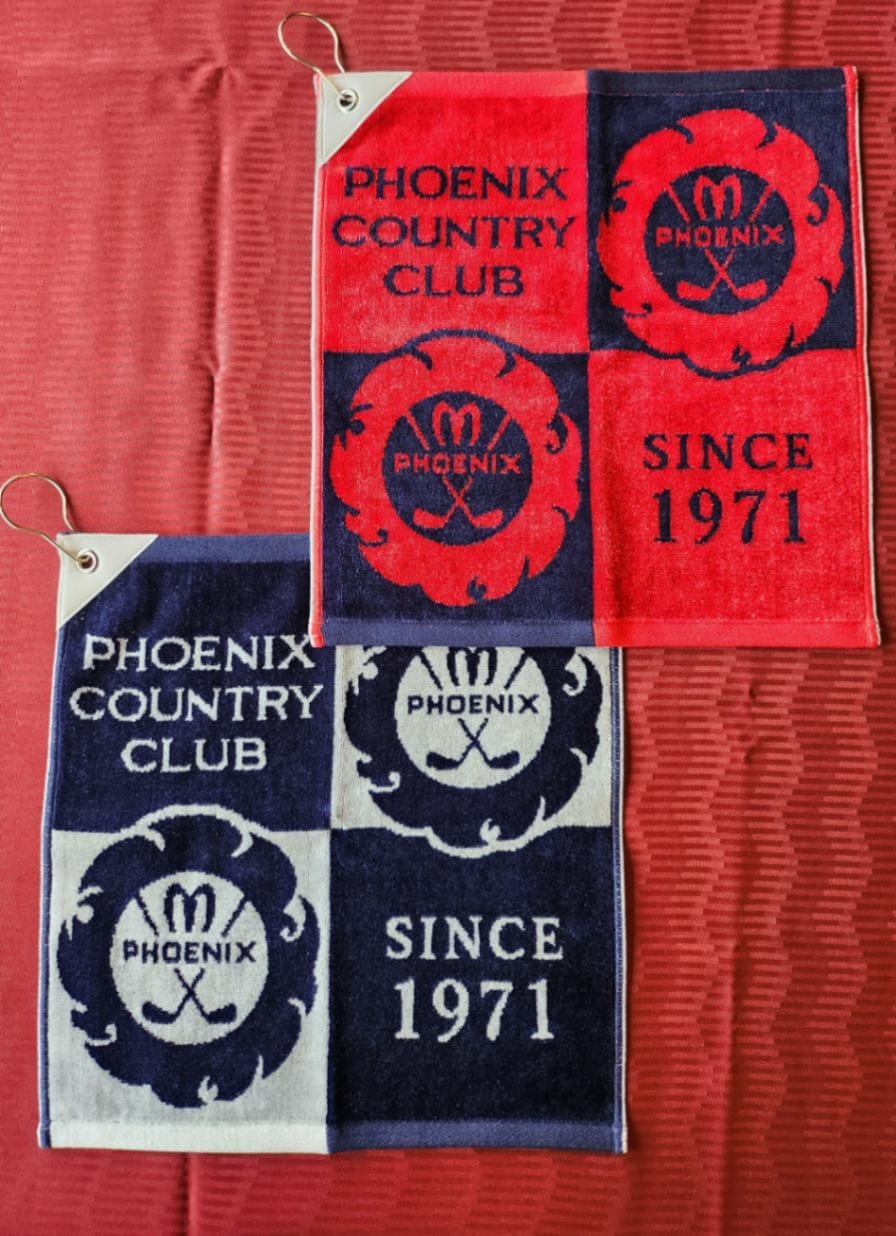 PHOENIX
COUNTRY
CLUB
M
PHOENIX
M
PHOENIX
SINCE
1971
PHOENIX
COUNTRY
CLUB
M
PHOENIX
M
PHOENIX
SINCE
1971